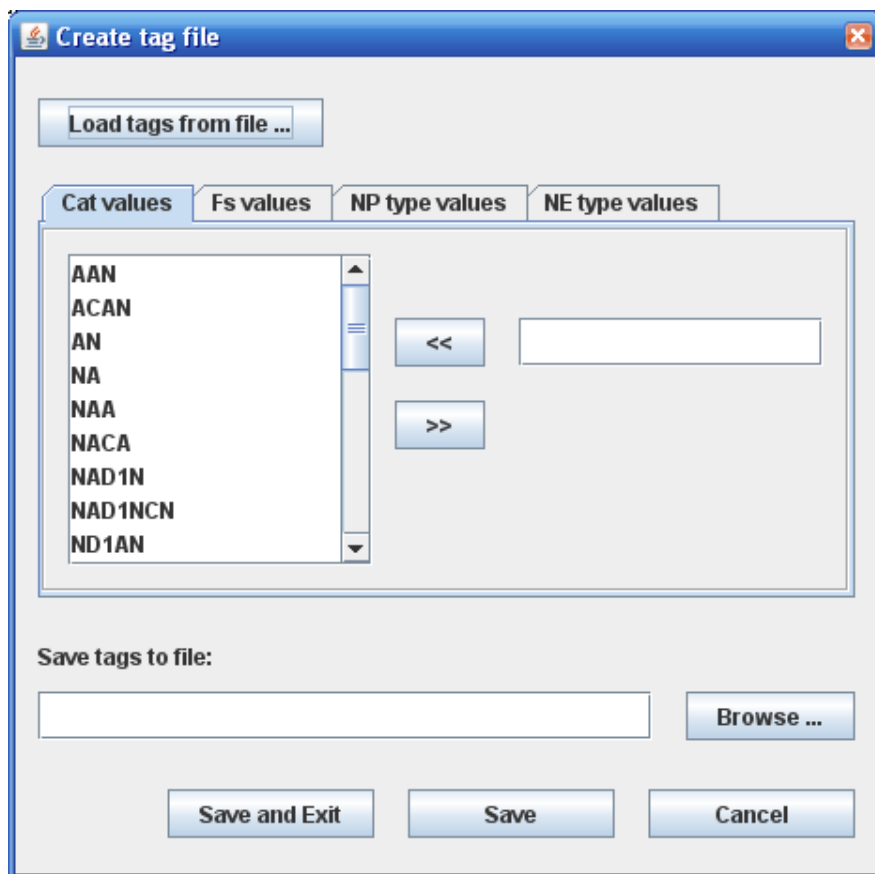 Create tag file
Load tags from file ...
Cat values Fs values NP type values NE type values
AAN
ACAN
AN
NA
NAA
NACA
NAD1N
NAD1NCN
ND1AN
<<
>>
Save tags to file:
Browse ...
Save and Exit Save Cancel